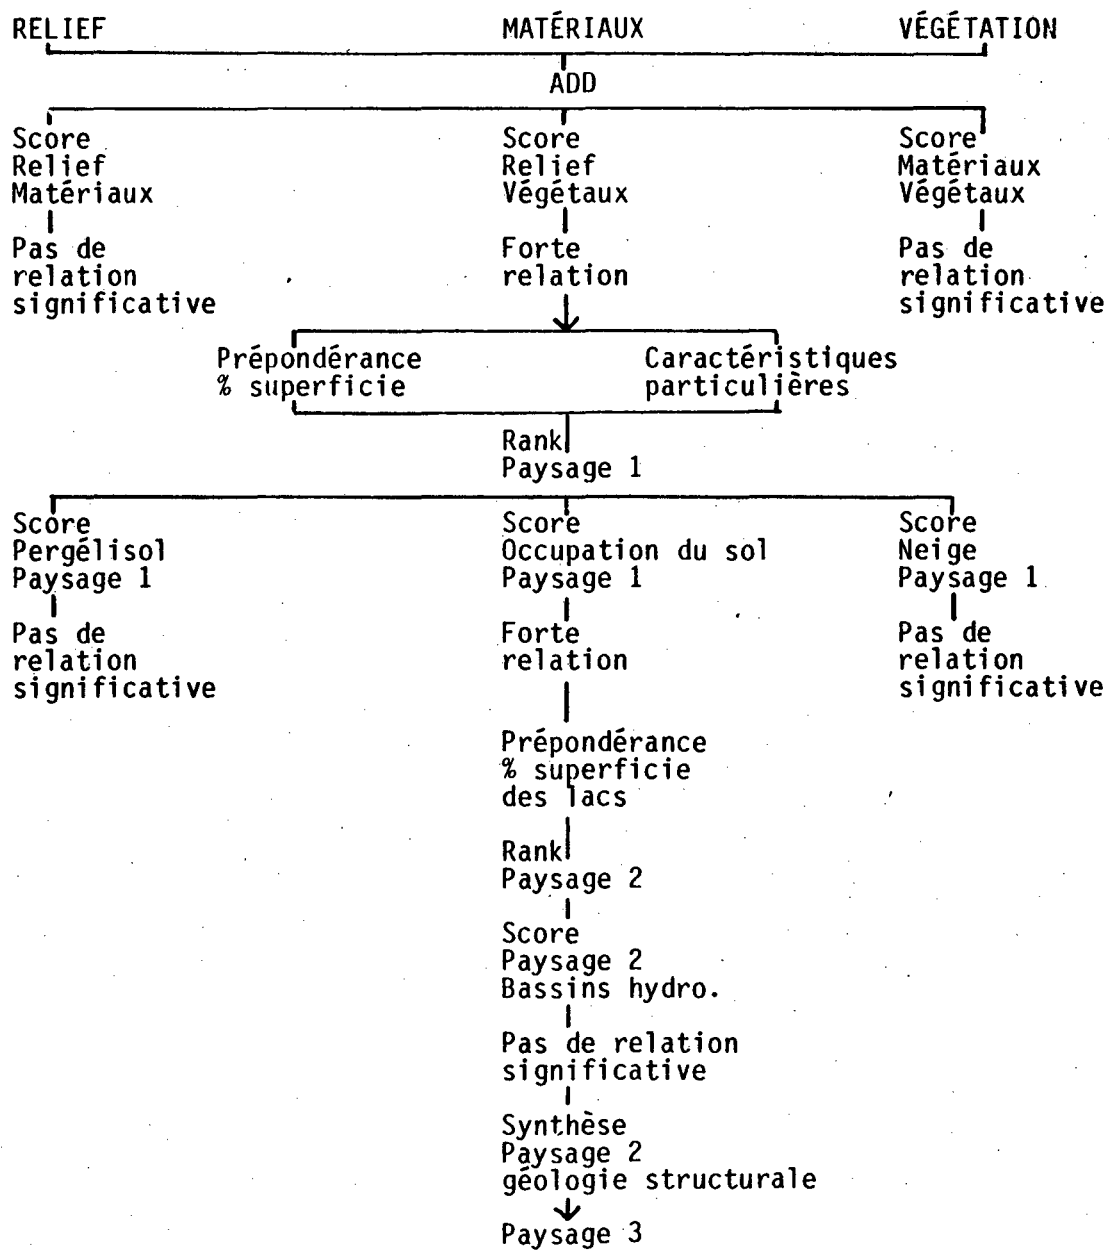 RELIEF MATÉRIAUX VÉGÉTATION
ADD
Score Score Score
Relief Relief Matériaux
Matériaux Végétaux Végétaux
Pas de Forte Pas de
relation relation relation
significative significative
Prépondérance Caractéristiques
% superficie particulières
Rank
Paysage 1
Score Score Score
Pergélisol Occupation du sol Neige
Paysage 1 Paysage 1 Paysage 1
Pas de Forte Pas de
relation relation relation
significative significative
Prépondérance
% superficie
des lacs
Rank
Paysage 2
Score
Paysage 2
Bassins hydro.
Pas de relation
significative
Synthèse
Paysage 2
géologie structurale
Paysage 3